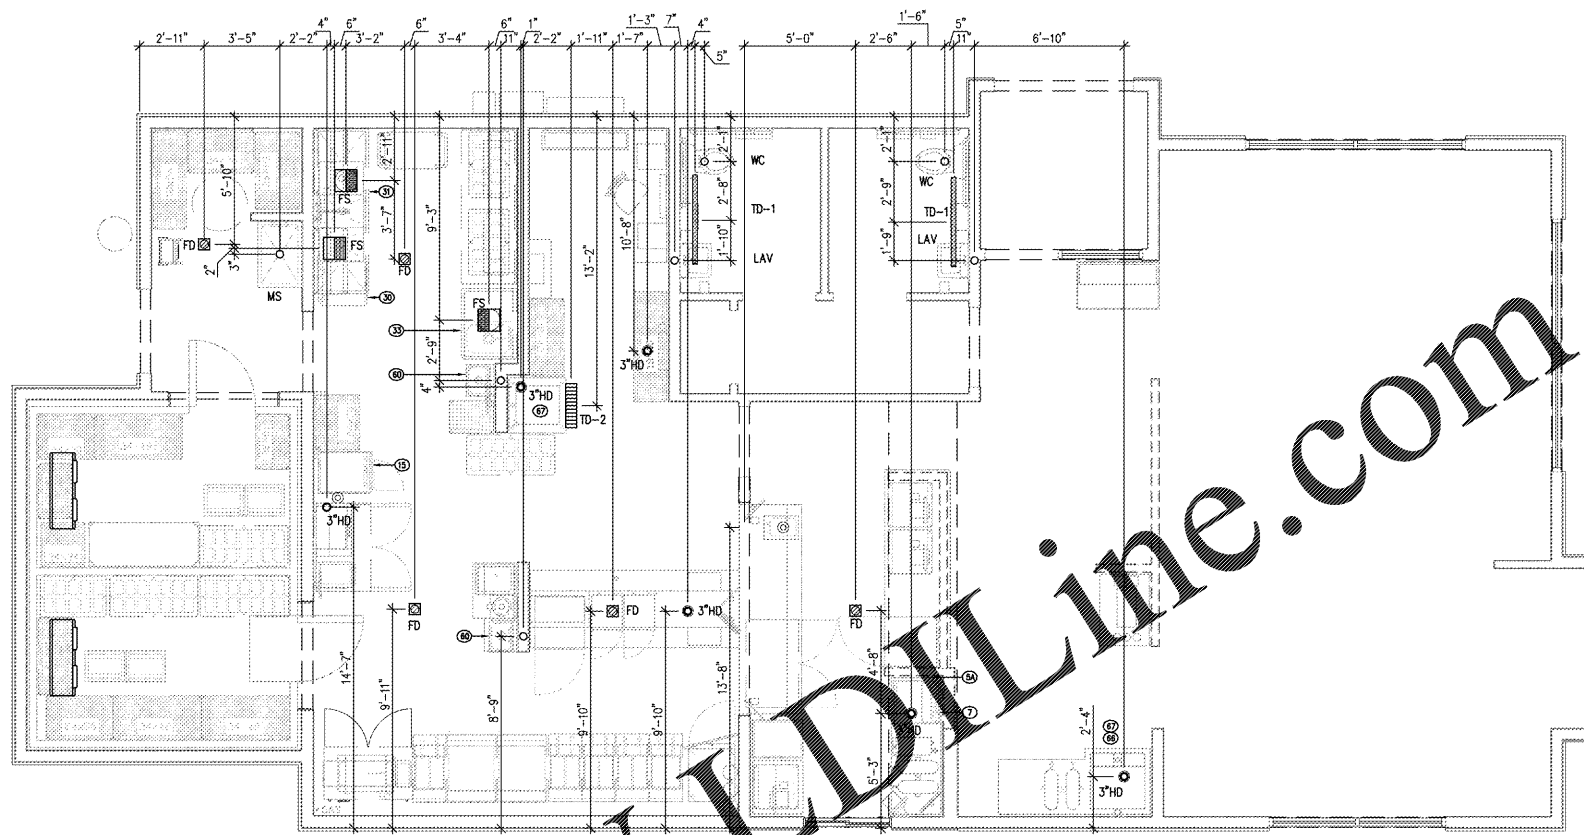 4" 6" 6" 6" 1" 1'-3" 7" 4" 1'-6" 5"
2'-11" 3'-5" 2'-2" 3'-2" 3'-4" 11" 2'-2" 1'-11" 1'-7" 5'-0" 2'-6" 11" 6'-10"
5"
2'-11"
2'-1"
2'-1"
5'-10"
FS
31
WC
WC
3'-7"
9'-3"
10'-8"
2'-8"
2'-9"
TD-1
TD-1
FD
FS
FD
13'-2"
1'-10"
LAV
1'-9"
LAV
2"
3"
MS
30
FS
33
2'-9"
3"HD
60
4"
3"HD
67
TD-2
15
3"HD
FD
FD
3"HD
FD
60
14'-7"
9'-11"
8'-9"
9'-10"
9'-10"
13'-8"
4'-8"
5A
7
3"HD
5'-3"
2'-4"
67
66
3"HD
LDILine.com